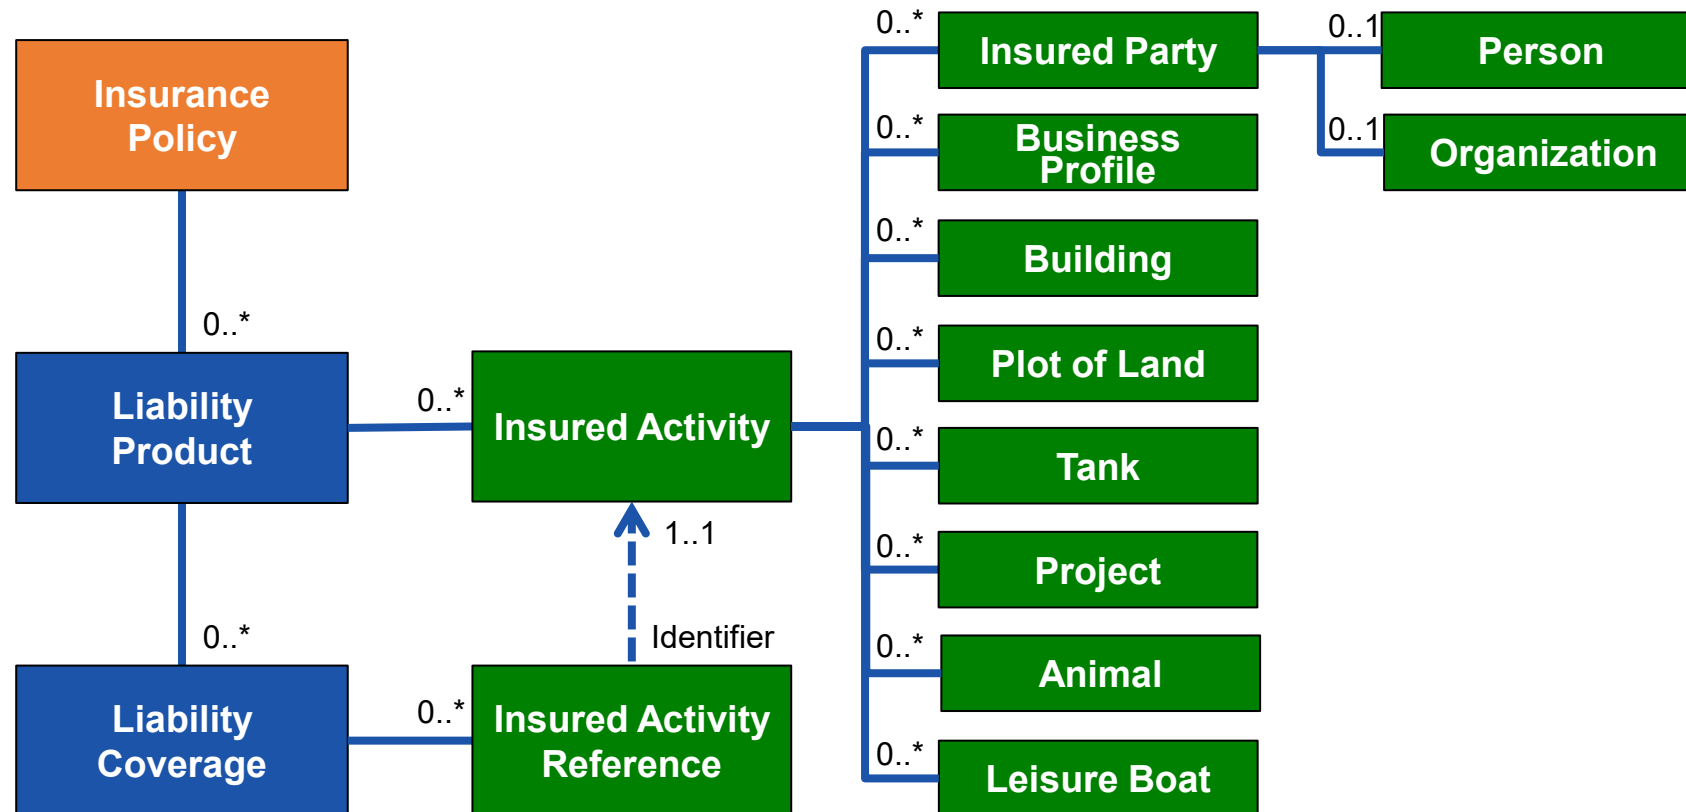 Insurance
Policy
0..*
Liability
Product
0..*
Liability
Coverage
0..*
Insured Activity
1..1
Identifier
0..*
Insured Activity
Reference
0..*
Insured Party
0..1
Person
0..1
Organization
0..*
Business
Profile
0..*
Building
0..*
Plot of Land
0..*
Tank
0..*
Project
0..*
Animal
0..*
Leisure Boat